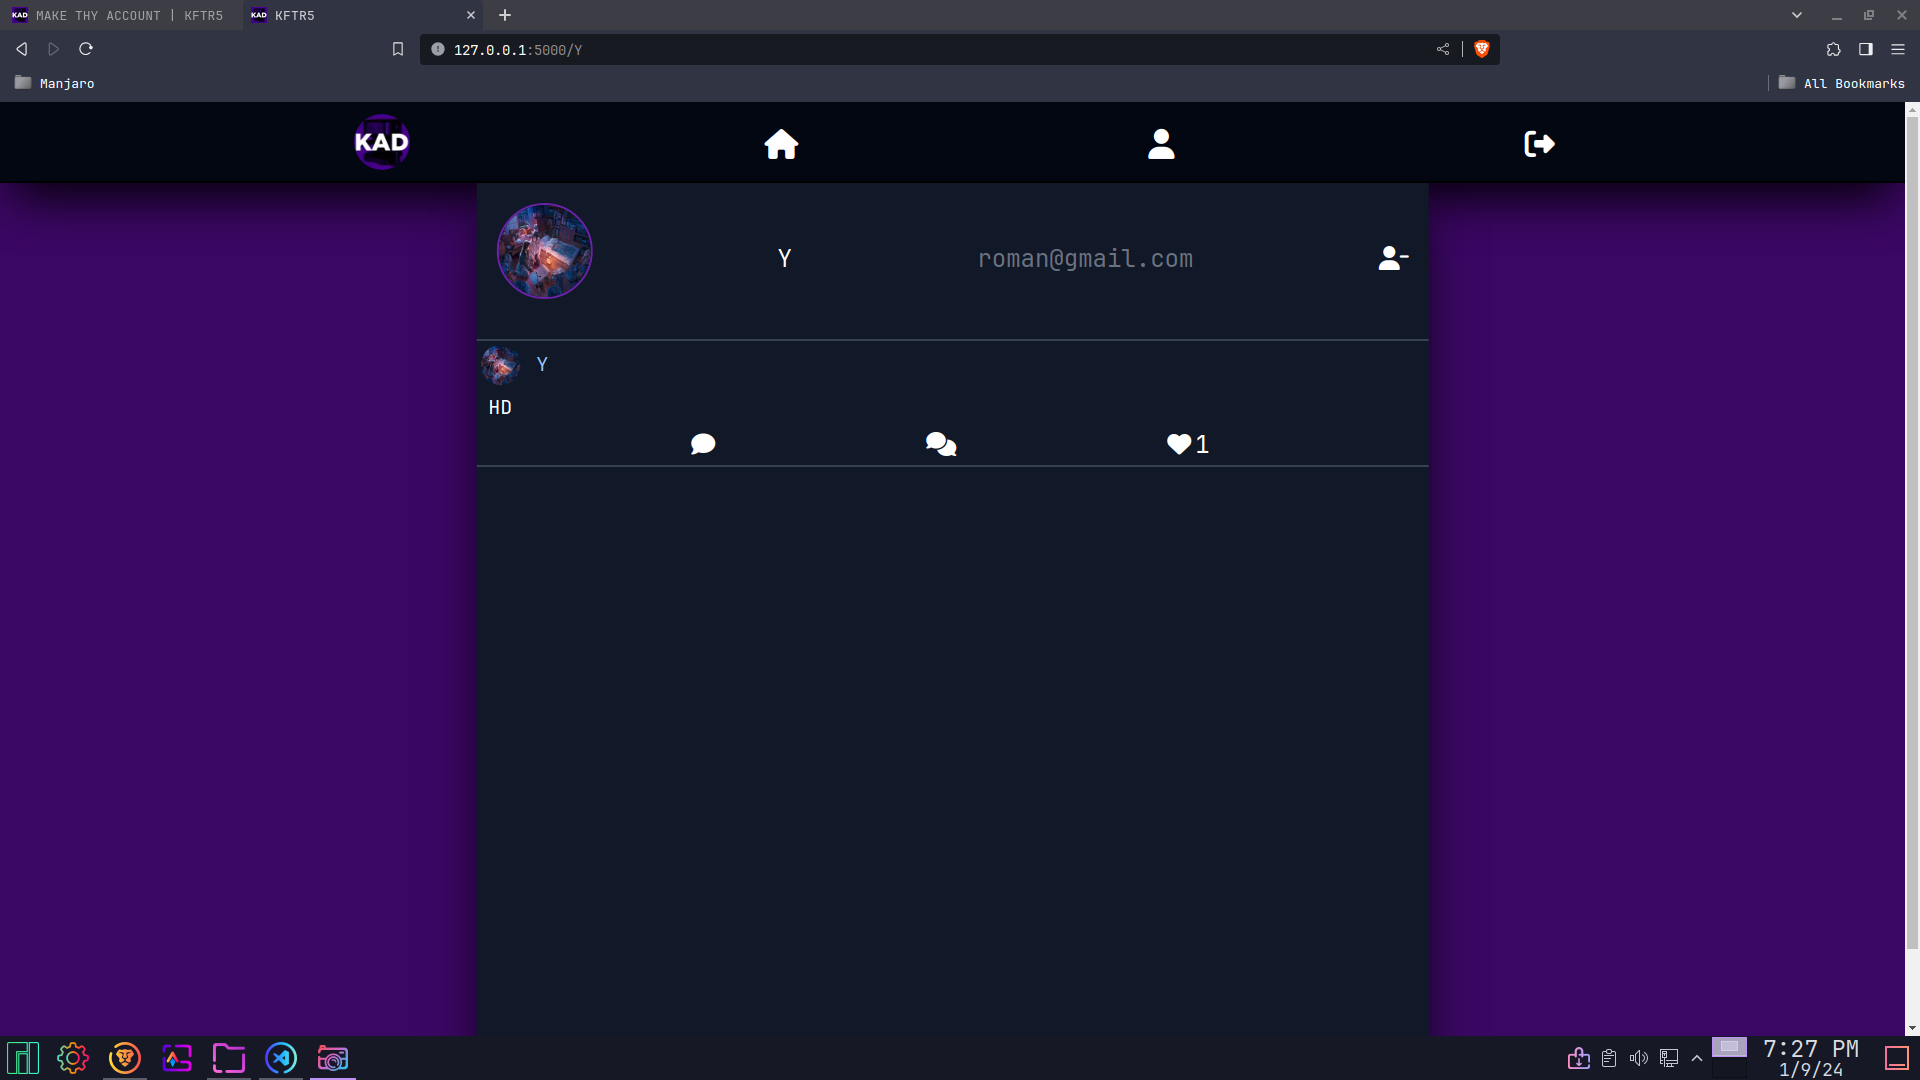 KAD MAKE THY ACCOUNT | KFTR5
KAD KFTR5
127.0.0.1:5000/Y
Manjaro
All Bookmarks
KAD
Y
roman@gmail.com
Y
HD
1
7:27 PM
1/9/24